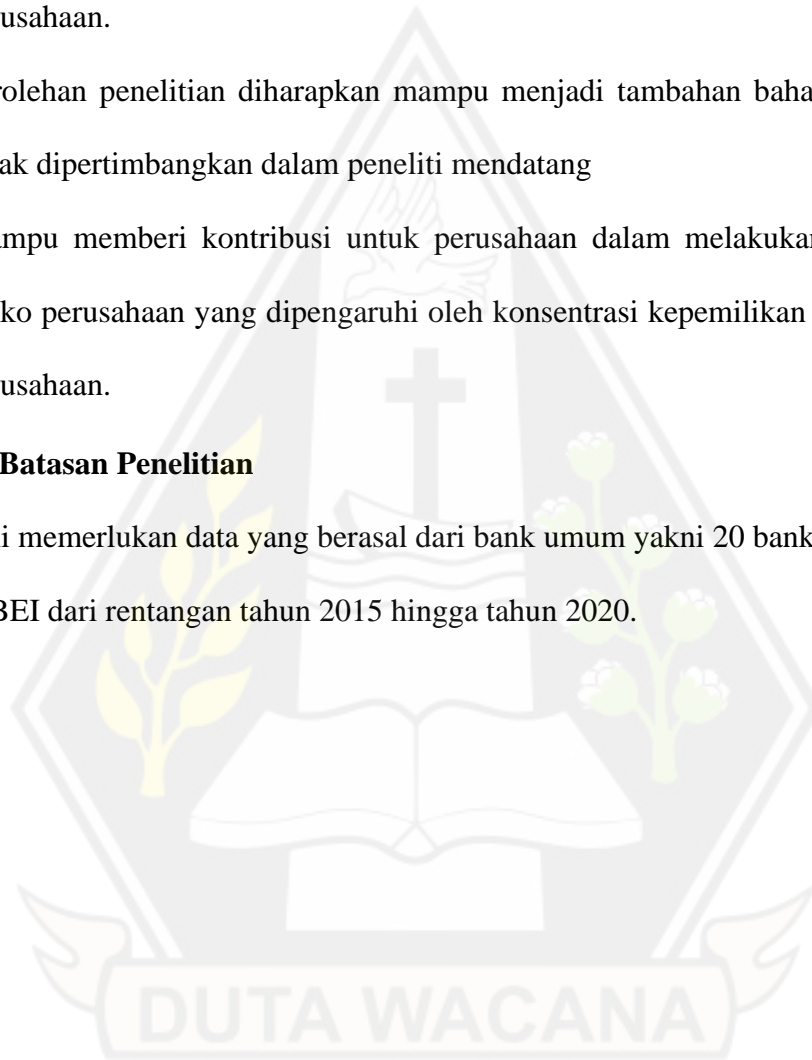 usahaan.
rolehan penelitian diharapkan mampu menjadi tambahan baha
ak dipertimbangkan dalam peneliti mendatang
ampu memberi kontribusi untuk perusahaan dalam melakukan
ko perusahaan yang dipengaruhi oleh konsentrasi kepemilikan
usahaan.
Batasan Penelitian
i memerlukan data yang berasal dari bank umum yakni 20 bank
BEI dari rentangan tahun 2015 hingga tahun 2020.
DUTA WACANA